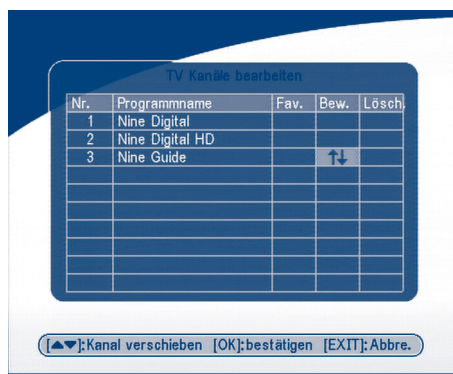 TV Kanäle bearbeiten
Nr. Programmname Fav. Bew. Lösch.
1 Nine Digital
2 Nine Digital HD
3 Nine Guide
[▲▼]:Kanal verschieben [OK]:bestätigen [EXIT]:Abbre.